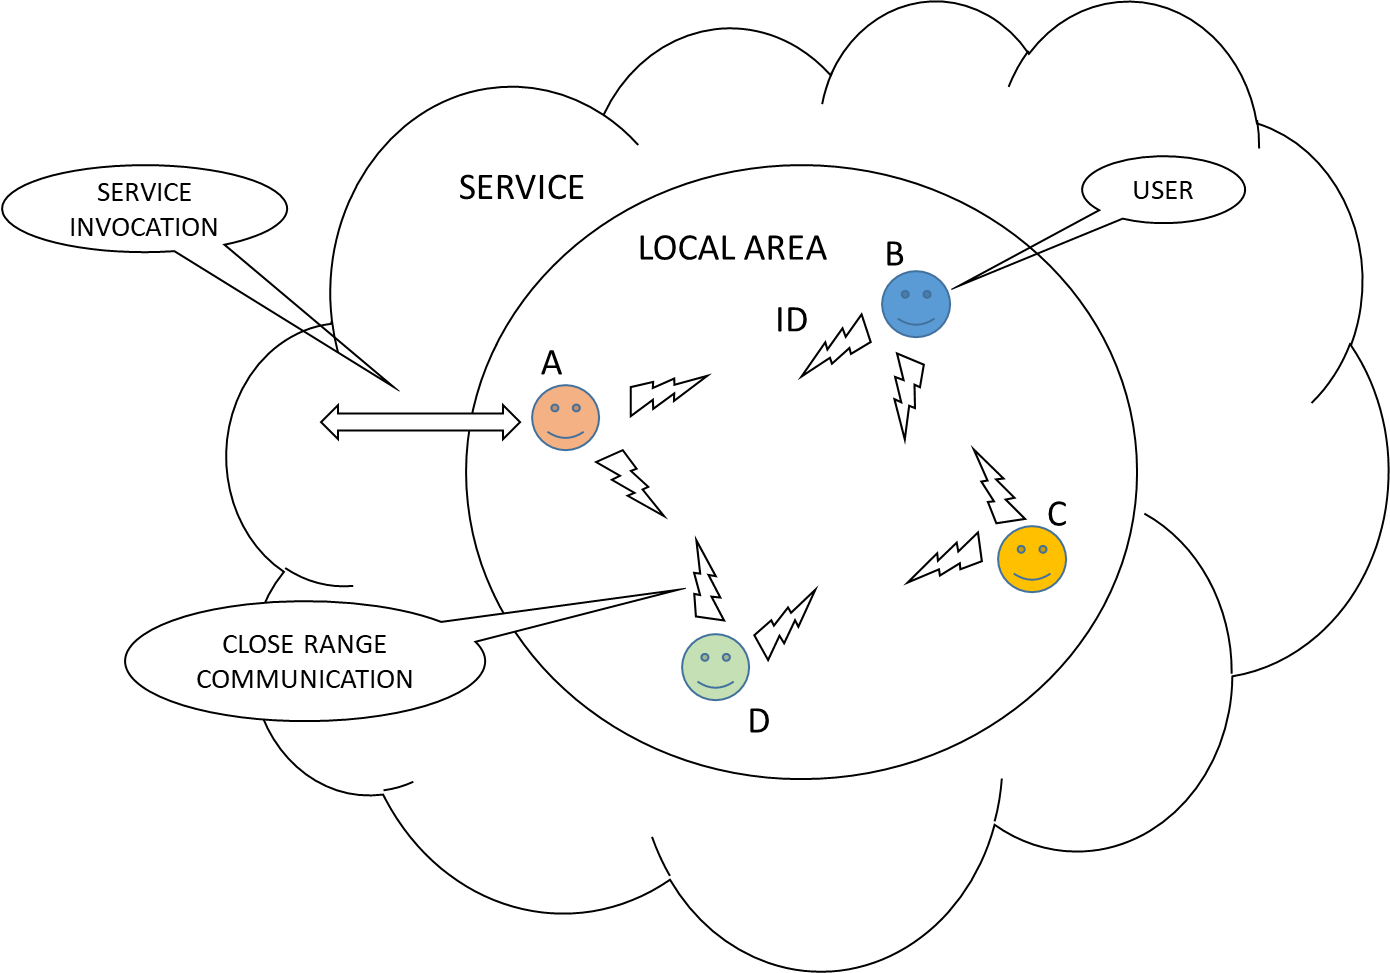 SERVICE
INVOCATION
SERVICE
USER
LOCAL AREA
B
ID
A
C
CLOSE RANGE
COMMUNICATION
D